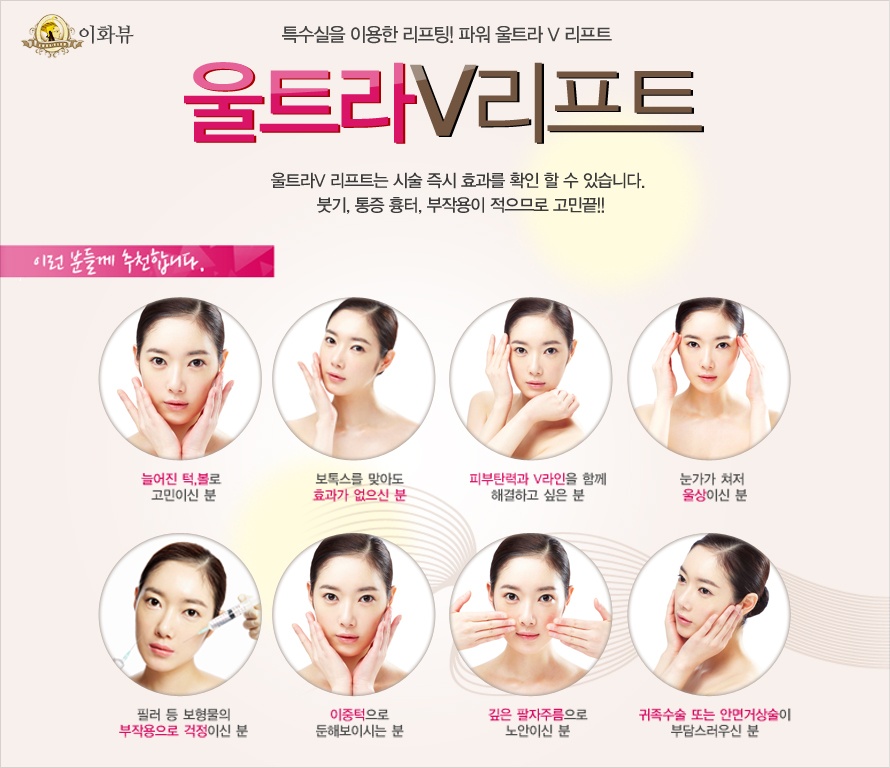 이화뷰
특수실을 이용한 리프팅! 파워 울트라 V 리프트
울트라V리프트
울트라V 리프트는 시술 즉시 효과를 확인 할 수 있습니다.
붓기, 통증 흉터, 부작용이 적으므로 고민끝!!
이런 분들께 추천합니다.
늘어진 턱,볼로
고민이신 분
보톡스를 맞아도
효과가 없으신 분
피부탄력과 V라인을 함께
해결하고 싶은 분
눈가가 쳐저
울상이신 분
필러 등 보형물의
부작용으로 걱정이신 분
이중턱으로
둔해보이시는 분
깊은 팔자주름으로
노안이신 분
귀족수술 또는 안면거상술이
부담스러우신 분